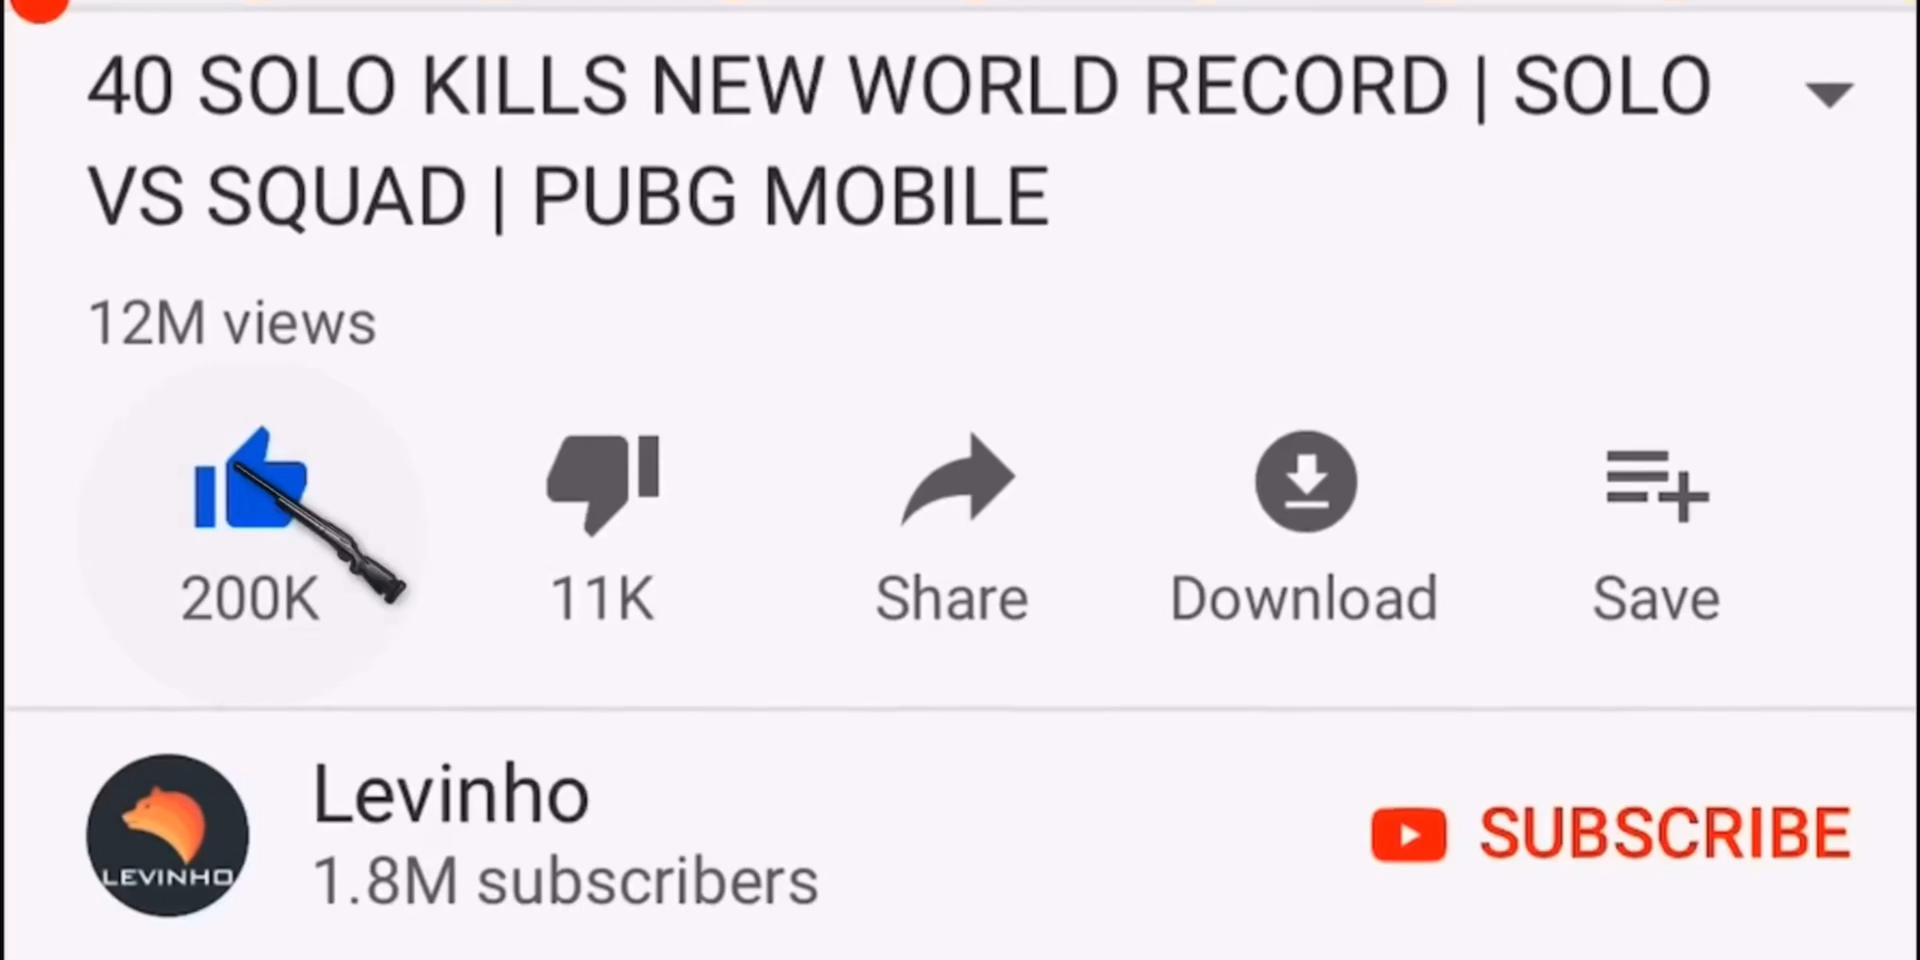 40 SOLO KILLS NEW WORLD RECORD | SOLO
VS SQUAD | PUBG MOBILE
12M views
200K
11K
Share
Download
Save
LEVINHO
Levinho
1.8M subscribers
SUBSCRIBE